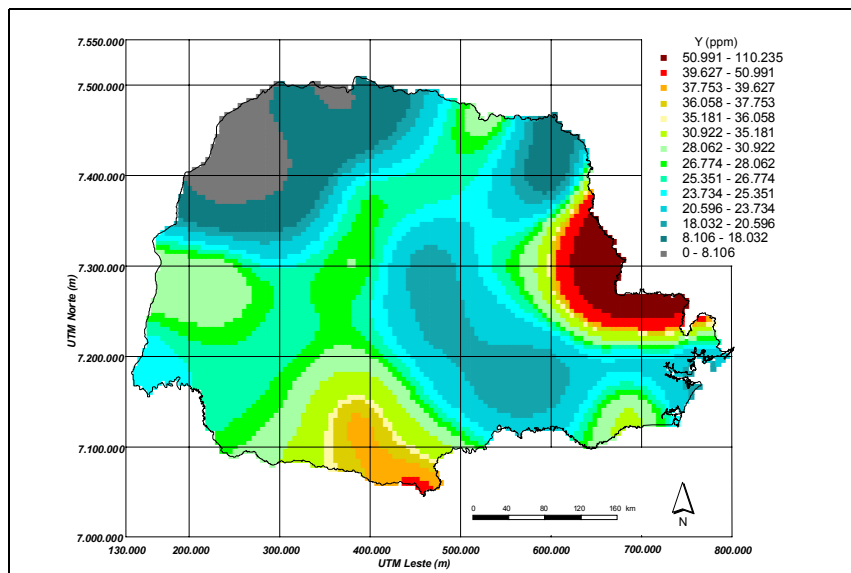 7.550.000
7.500.000
7.400.000
7.300.000
7.200.000
7.100.000
7.000.000
UTM Norte (m)
130.000
200.000
300.000
400.000
500.000
600.000
700.000
800.000
UTM Leste (m)
Y (ppm)
50.991 - 110.235
39.627 - 50.991
37.753 - 39.627
36.058 - 37.753
35.181 - 36.058
30.922 - 35.181
28.062 - 30.922
26.774 - 28.062
25.351 - 26.774
23.734 - 25.351
20.596 - 23.734
18.032 - 20.596
8.106 - 18.032
0 - 8.106
0 40 80 120 160 km
N